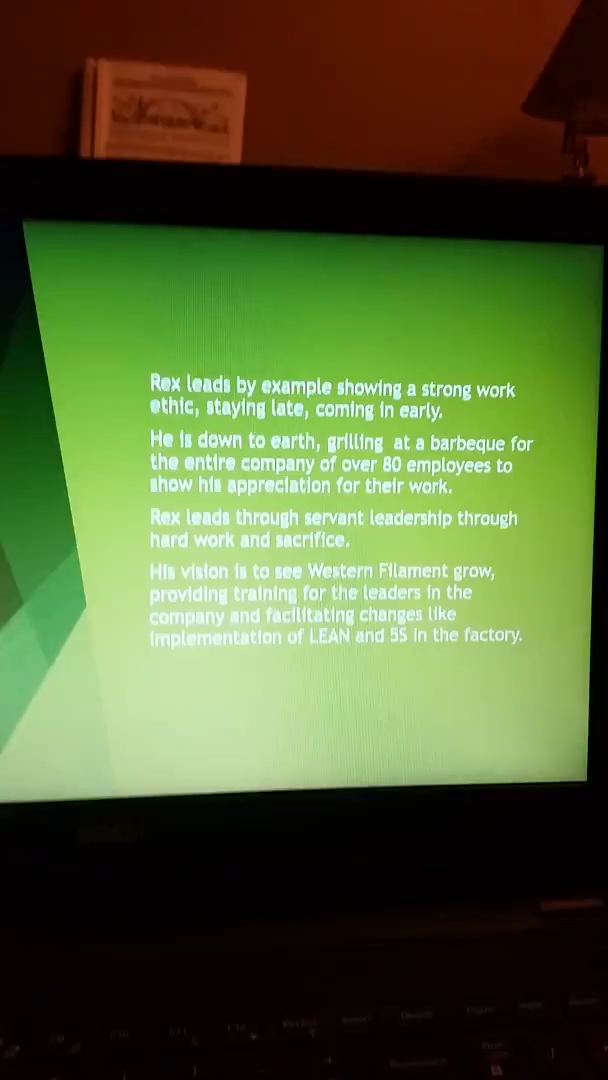 Rex leads by example showing a strong work
ethic, staying late, coming in early.
He is down to earth, grilling at a barbeque for
the entire company of over 80 employees to
show his appreciation for their work.
Rex leads through servant leadership through
hard work and sacrifice.
His vision is to see Western Filament grow,
providing training for the leaders in the
company and facilitating changes like
implementation of LEAN and 5S in the factory.